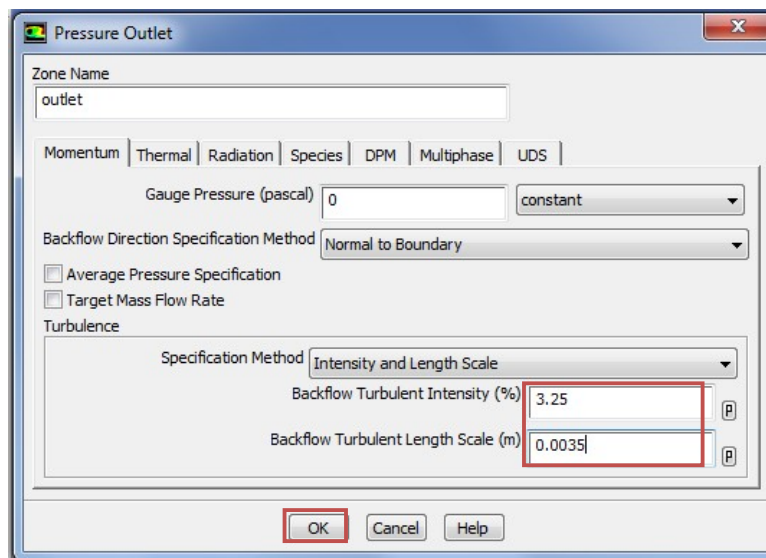 Pressure Outlet
X
Zone Name
outlet
Momentum Thermal Radiation Species DPM Multiphase UDS
Gauge Pressure (pascal) 0 constant
Backflow Direction Specification Method Normal to Boundary
Average Pressure Specification
Target Mass Flow Rate
Turbulence
Specification Method Intensity and Length Scale
Backflow Turbulent Intensity (%) 3.25 P
Backflow Turbulent Length Scale (m) 0.0035 P
OK Cancel Help